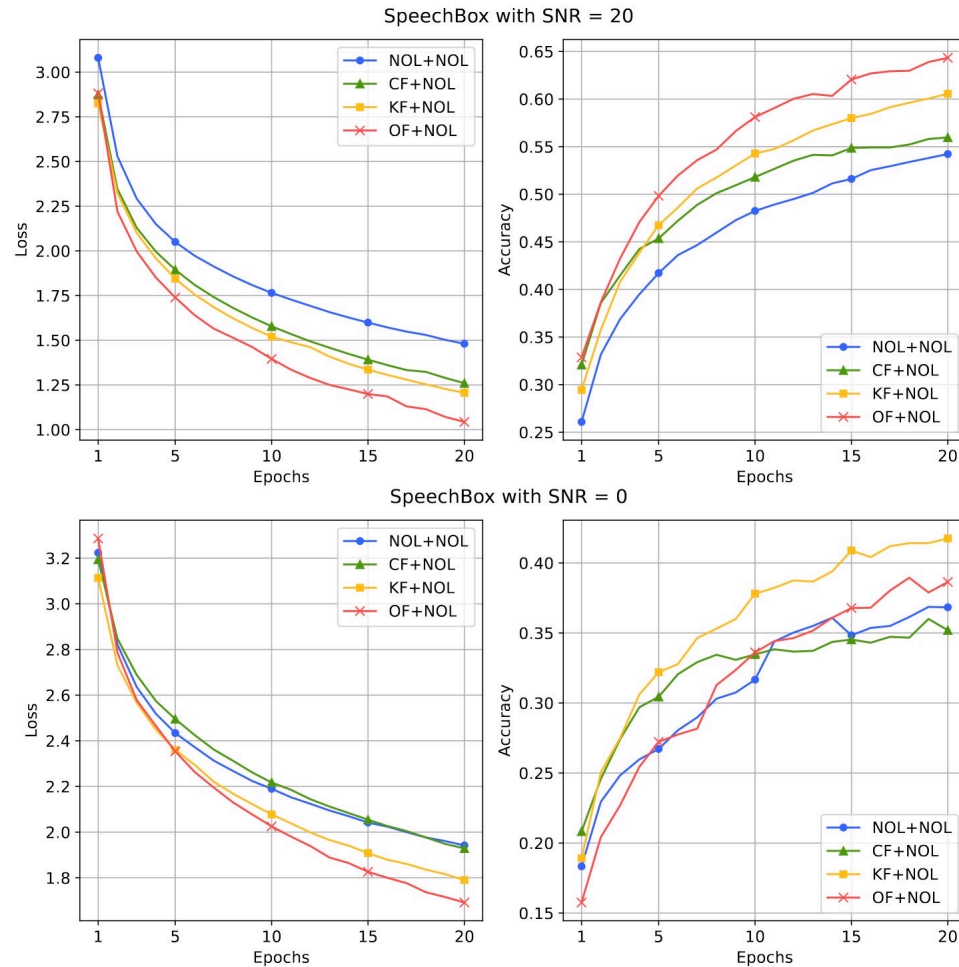 SpeechBox with SNR = 20
Loss
3.00
2.75
2.50
2.25
2.00
1.75
1.50
1.25
1.00
1 5 10 15 20
Epochs
NOL+NOL
CF+NOL
KF+NOL
OF+NOL
Accuracy
0.65
0.60
0.55
0.50
0.45
0.40
0.35
0.30
0.25
1 5 10 15 20
Epochs
NOL+NOL
CF+NOL
KF+NOL
OF+NOL
SpeechBox with SNR = 0
Loss
3.2
3.0
2.8
2.6
2.4
2.2
2.0
1.8
1 5 10 15 20
Epochs
NOL+NOL
CF+NOL
KF+NOL
OF+NOL
Accuracy
0.40
0.35
0.30
0.25
0.20
0.15
1 5 10 15 20
Epochs
NOL+NOL
CF+NOL
KF+NOL
OF+NOL